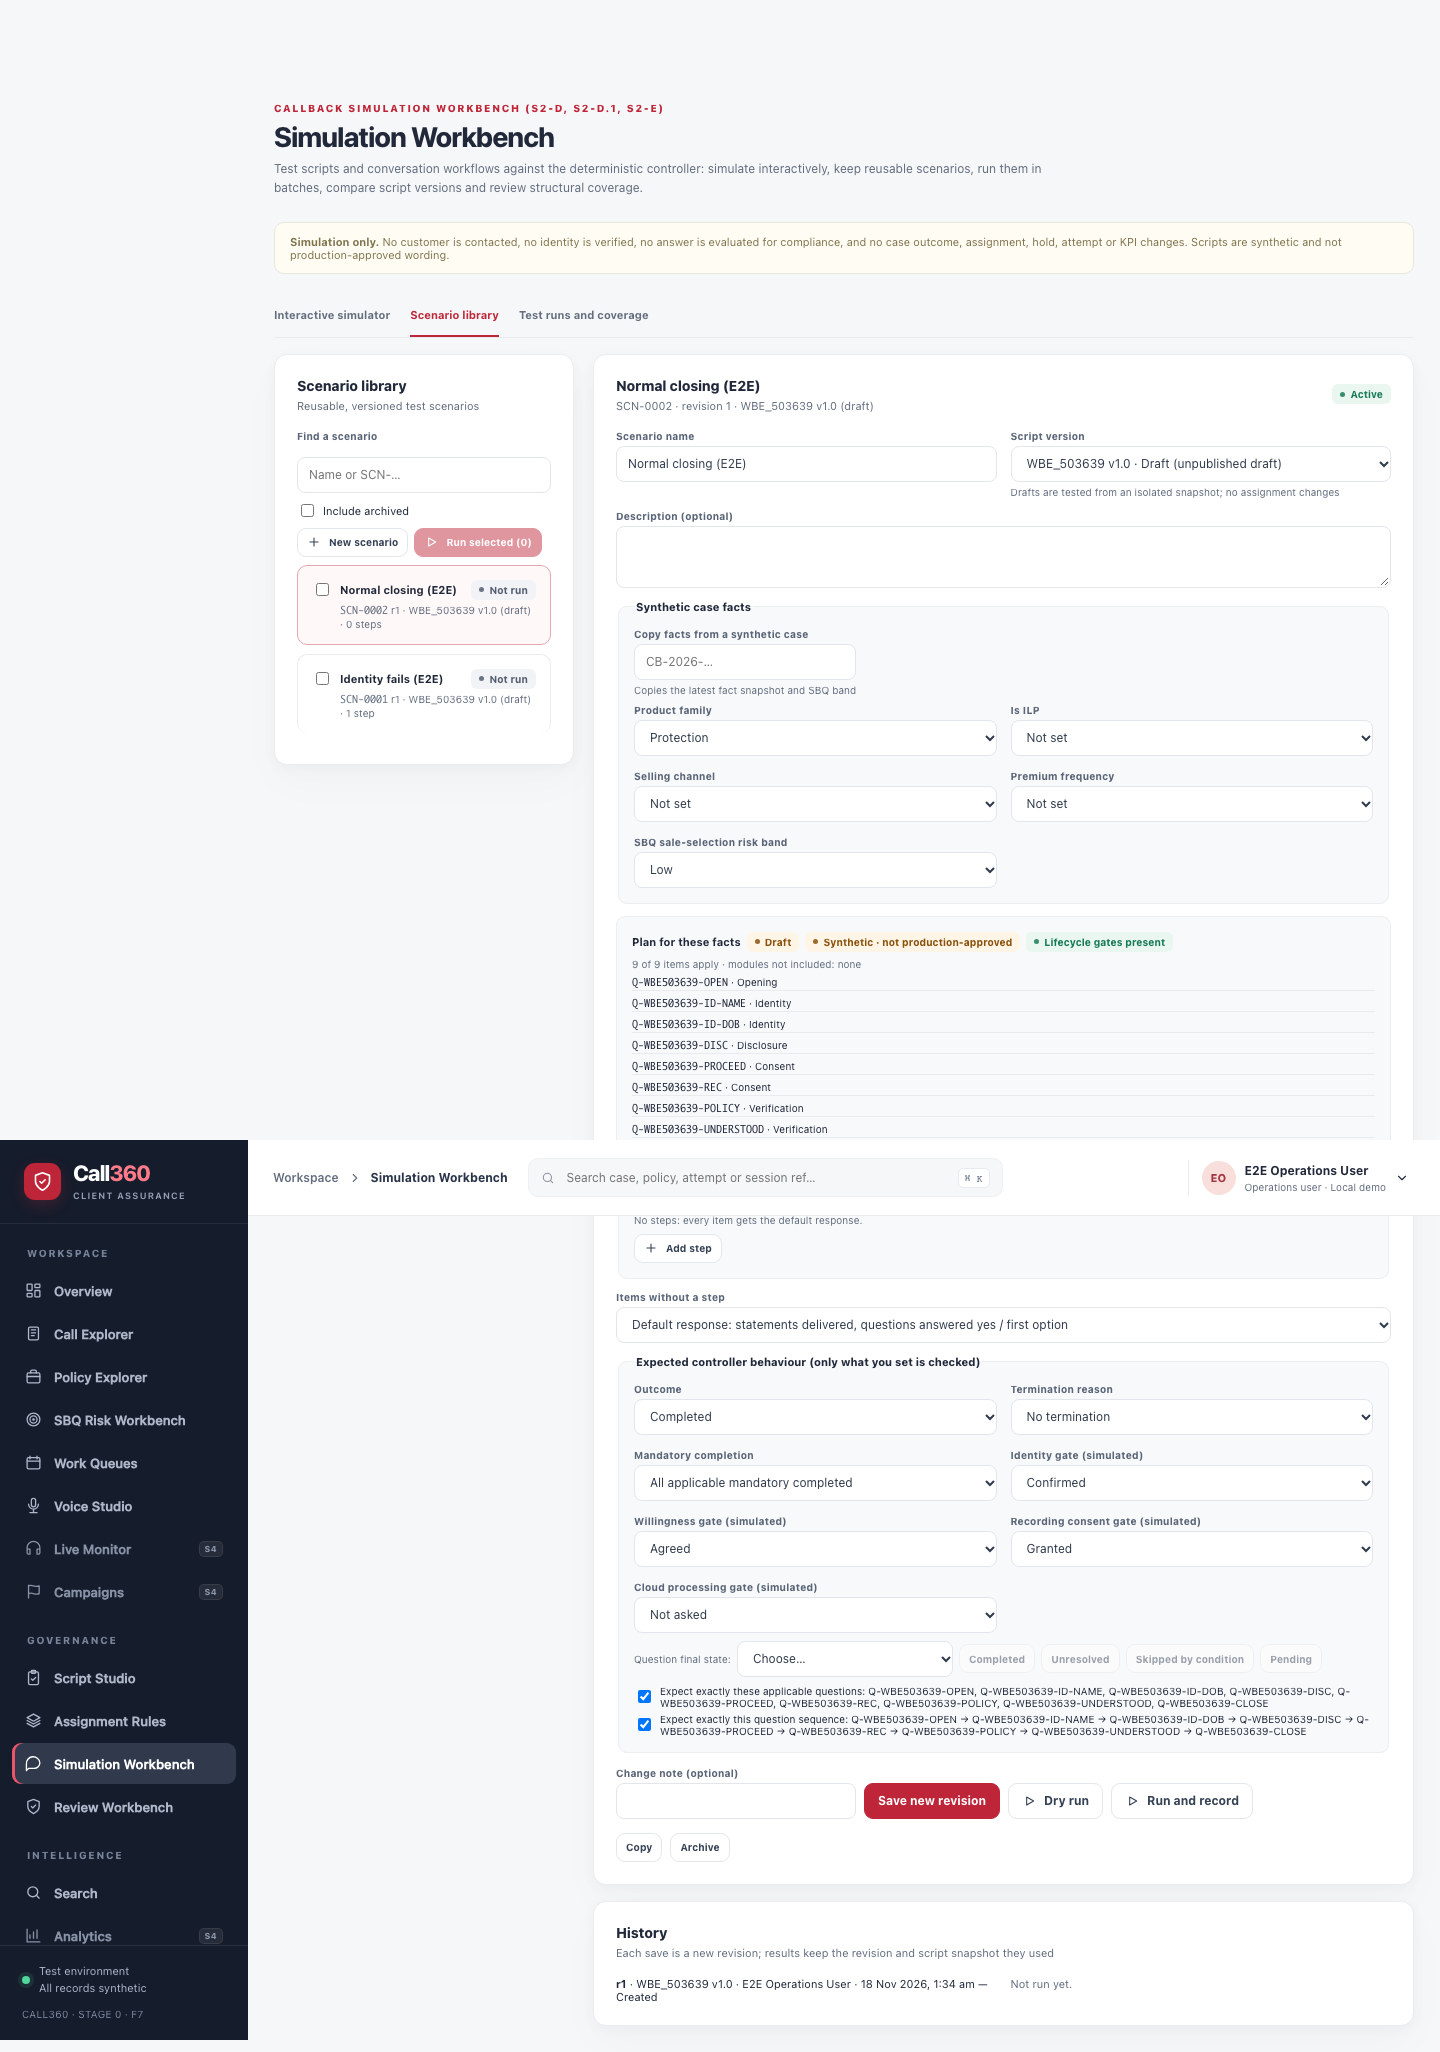 CALLBACK SIMULATION WORKBENCH (S2-D, S2-D.1, S2-E)
Simulation Workbench
Test scripts and conversation workflows against the deterministic controller: simulate interactively, keep reusable scenarios, run them in
batches, compare script versions and review structural coverage.
Simulation only. No customer is contacted, no identity is verified, no answer is evaluated for compliance, and no case outcome, assignment, hold, attempt or KPI changes. Scripts are synthetic and not
production-approved wording.
Interactive simulator
Scenario library
Test runs and coverage
Scenario library
Reusable, versioned test scenarios
Find a scenario
Name or SCN-…
Include archived
New scenario
Run selected (0)
Normal closing (E2E)
Not run
SCN-0002 r1 · WBE_503639 v1.0 (draft)
· 0 steps
Identity fails (E2E)
Not run
SCN-0001 r1 · WBE_503639 v1.0 (draft)
· 1 step
Normal closing (E2E)
SCN-0002 · revision 1 · WBE_503639 v1.0 (draft)
Active
Scenario name
Script version
Normal closing (E2E)
WBE_503639 v1.0 · Draft (unpublished draft)
Drafts are tested from an isolated snapshot; no assignment changes
Description (optional)
Synthetic case facts
Copy facts from a synthetic case
CB-2026-…
Copies the latest fact snapshot and SBQ band
Product family
Is ILP
Protection
Not set
Selling channel
Premium frequency
Not set
Not set
SBQ sale-selection risk band
Low
Plan for these facts
Draft
Synthetic · not production-approved
Lifecycle gates present
9 of 9 items apply · modules not included: none
Q-WBE503639-OPEN · Opening
Q-WBE503639-ID-NAME · Identity
Q-WBE503639-ID-DOB · Identity
Q-WBE503639-DISC · Disclosure
Q-WBE503639-PROCEED · Consent
Q-WBE503639-REC · Consent
Q-WBE503639-POLICY · Verification
Q-WBE503639-UNDERSTOOD · Verification
Call360
CLIENT ASSURANCE
Workspace
Simulation Workbench
Search case, policy, attempt or session ref…
⌘ K
EO
E2E Operations User
Operations user · Local demo
WORKSPACE
Overview
Call Explorer
Policy Explorer
SBQ Risk Workbench
Work Queues
Voice Studio
Live Monitor
S4
Campaigns
S4
GOVERNANCE
Script Studio
Assignment Rules
Simulation Workbench
Review Workbench
INTELLIGENCE
Search
Analytics
S4
Test environment
All records synthetic
CALL360 · STAGE 0 · F7
No steps: every item gets the default response.
Add step
Items without a step
Default response: statements delivered, questions answered yes / first option
Expected controller behaviour (only what you set is checked)
Outcome
Termination reason
Completed
No termination
Mandatory completion
Identity gate (simulated)
All applicable mandatory completed
Confirmed
Willingness gate (simulated)
Recording consent gate (simulated)
Agreed
Granted
Cloud processing gate (simulated)
Not asked
Question final state:
Choose…
Completed
Unresolved
Skipped by condition
Pending
Expect exactly these applicable questions: Q-WBE503639-OPEN, Q-WBE503639-ID-NAME, Q-WBE503639-ID-DOB, Q-WBE503639-DISC, Q-
WBE503639-PROCEED, Q-WBE503639-REC, Q-WBE503639-POLICY, Q-WBE503639-UNDERSTOOD, Q-WBE503639-CLOSE
Expect exactly this question sequence: Q-WBE503639-OPEN → Q-WBE503639-ID-NAME → Q-WBE503639-ID-DOB → Q-WBE503639-DISC → Q-
WBE503639-PROCEED → Q-WBE503639-REC → Q-WBE503639-POLICY → Q-WBE503639-UNDERSTOOD → Q-WBE503639-CLOSE
Change note (optional)
Save new revision
Dry run
Run and record
Copy
Archive
History
Each save is a new revision; results keep the revision and script snapshot they used
r1 · WBE_503639 v1.0 · E2E Operations User · 18 Nov 2026, 1:34 am —
Created
Not run yet.